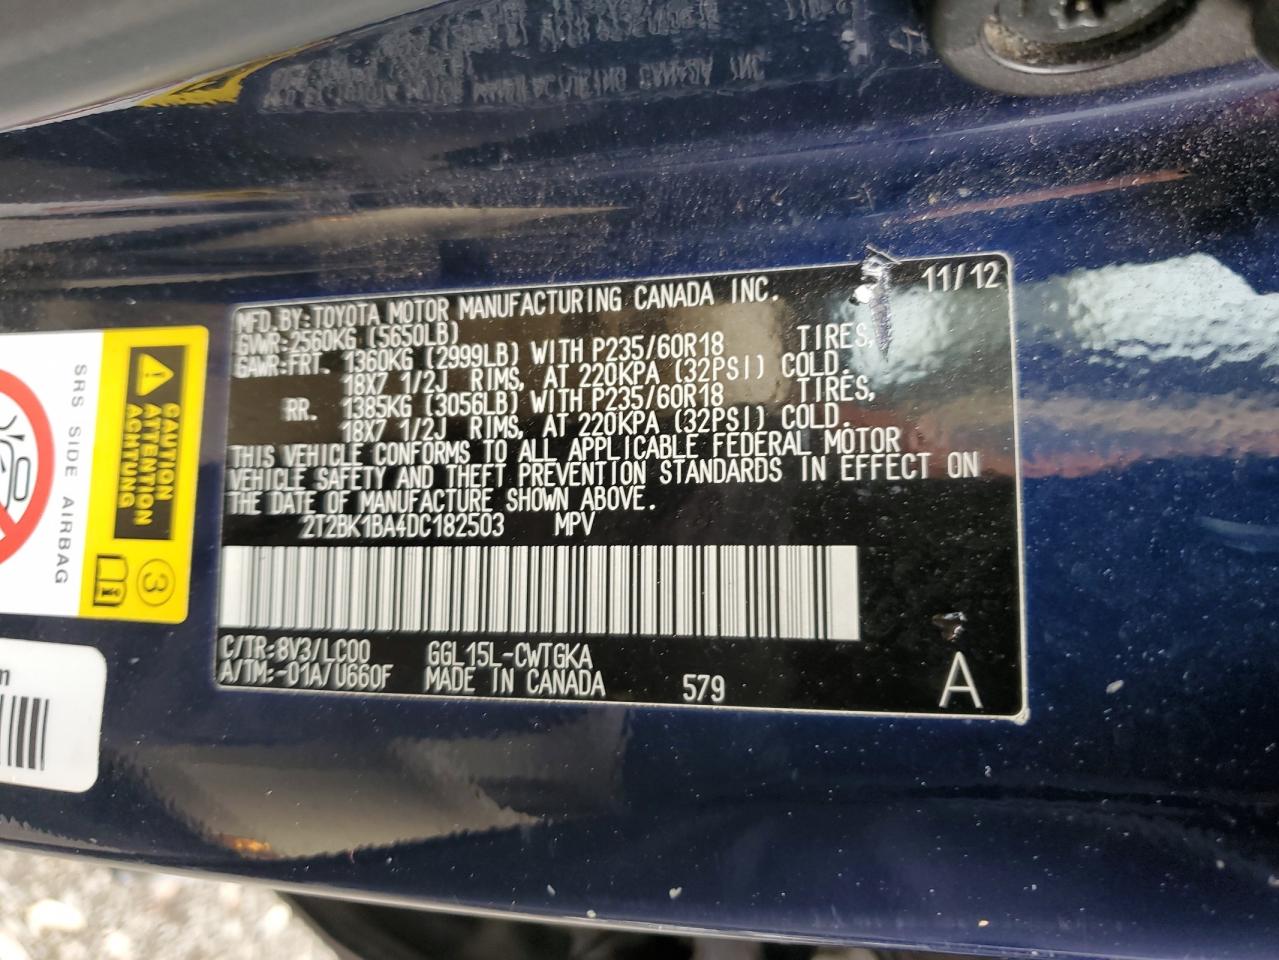 MFD.BY:TOYOTA MOTOR MANUFACTURING CANADA INC. 11/12
GVWR:2560KG (5650LB)
GAWR:FRT. 1360KG (2999LB) WITH P235/60R18 TIRES,
18X7 1/2J RIMS, AT 220KPA (32PSI) COLD.
RR. 1385KG (3056LB) WITH P235/60R18 TIRES,
18X7 1/2J RIMS, AT 220KPA (32PSI) COLD.
THIS VEHICLE CONFORMS TO ALL APPLICABLE FEDERAL MOTOR
VEHICLE SAFETY AND THEFT PREVENTION STANDARDS IN EFFECT ON
THE DATE OF MANUFACTURE SHOWN ABOVE.
2T2BK1BA4DC182503 MPV
C/TR:8V3/LC00 GGL15L-CWTGKA
A/TM:-01A/U660F MADE IN CANADA 579 A
CAUTION
ATTENTION
ACHTUNG
3
SRS SIDE AIRBAG